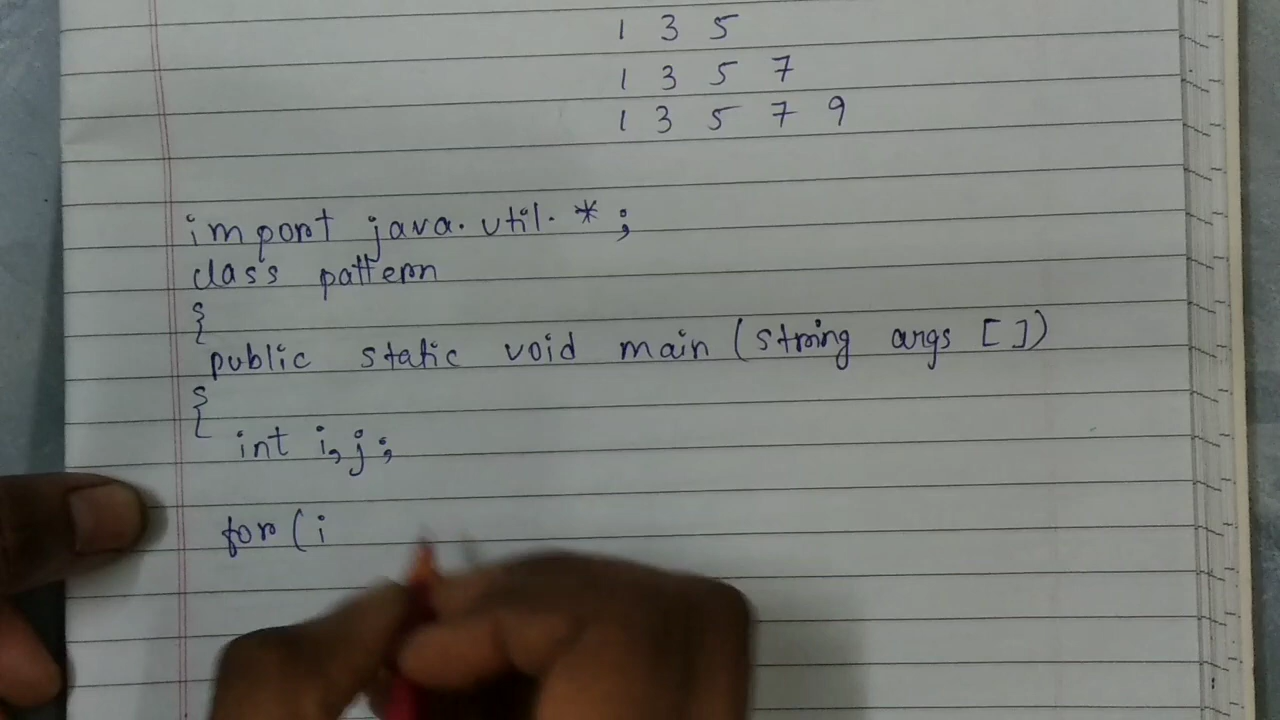 1 3 5
1 3 5 7
1 3 5 7 9
import java.util.*;
class pattern
{
public static void main (string args [])
{
int i,j;
for (i